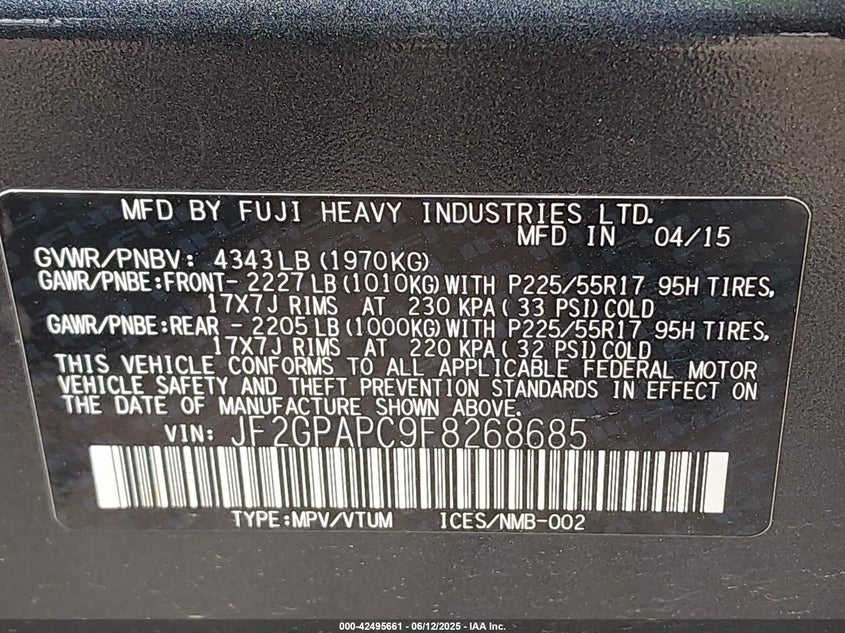 MFD BY FUJI HEAVY INDUSTRIES LTD.
MFD IN 04/15
GVWR/PNBV: 4343LB (1970KG)
GAWR/PNBE:FRONT- 2227 LB (1010KG) WITH P225/55R17 95H TIRES,
17X7J RIMS AT 230 KPA ( 33 PSI) COLD
GAWR/PNBE:REAR - 2205 LB (1000KG) WITH P225/55R17 95H TIRES,
17X7J RIMS AT 220 KPA ( 32 PSI) COLD
THIS VEHICLE CONFORMS TO ALL APPLICABLE FEDERAL MOTOR
VEHICLE SAFETY AND THEFT PREVENTION STANDARDS IN EFFECT ON
THE DATE OF MANUFACTURE SHOWN ABOVE.
VIN: JF2GPAPC9F8268685
TYPE:MPV/VTUM ICES/NMB-002
000-42495661 - 06/12/2025 - IAA Inc.